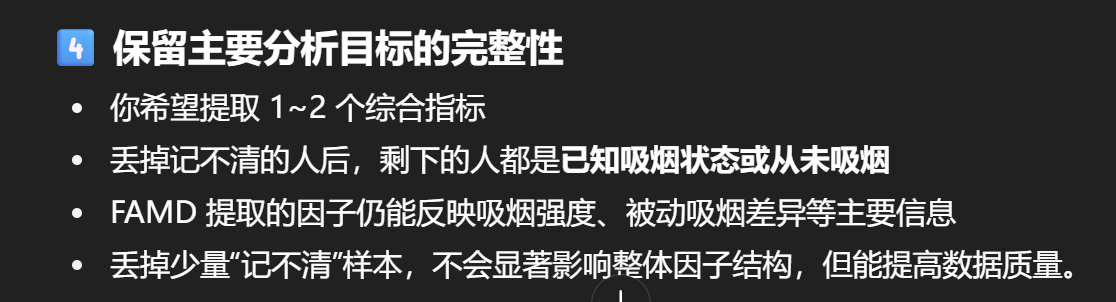 4 保留主要分析目标的完整性
• 你希望提取 1~2 个综合指标
• 丢掉记不清的人后，剩下的人都是已知吸烟状态或从未吸烟
• FAMD 提取的因子仍能反映吸烟强度、被动吸烟差异等主要信息
• 丢掉少量“记不清”样本，不会显著影响整体因子结构，但能提高数据质量。